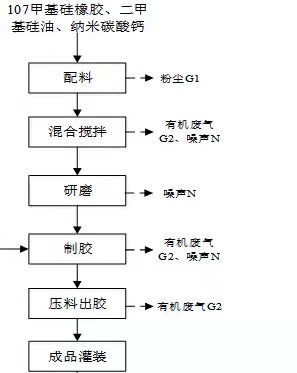 107甲基硅橡胶、二甲
基硅油、纳米碳酸钙
配料
粉尘G1
混合搅拌
有机废气
G2、噪声N
研磨
噪声N
制胶
有机废气
G2、噪声N
压料出胶
有机废气G2
成品灌装